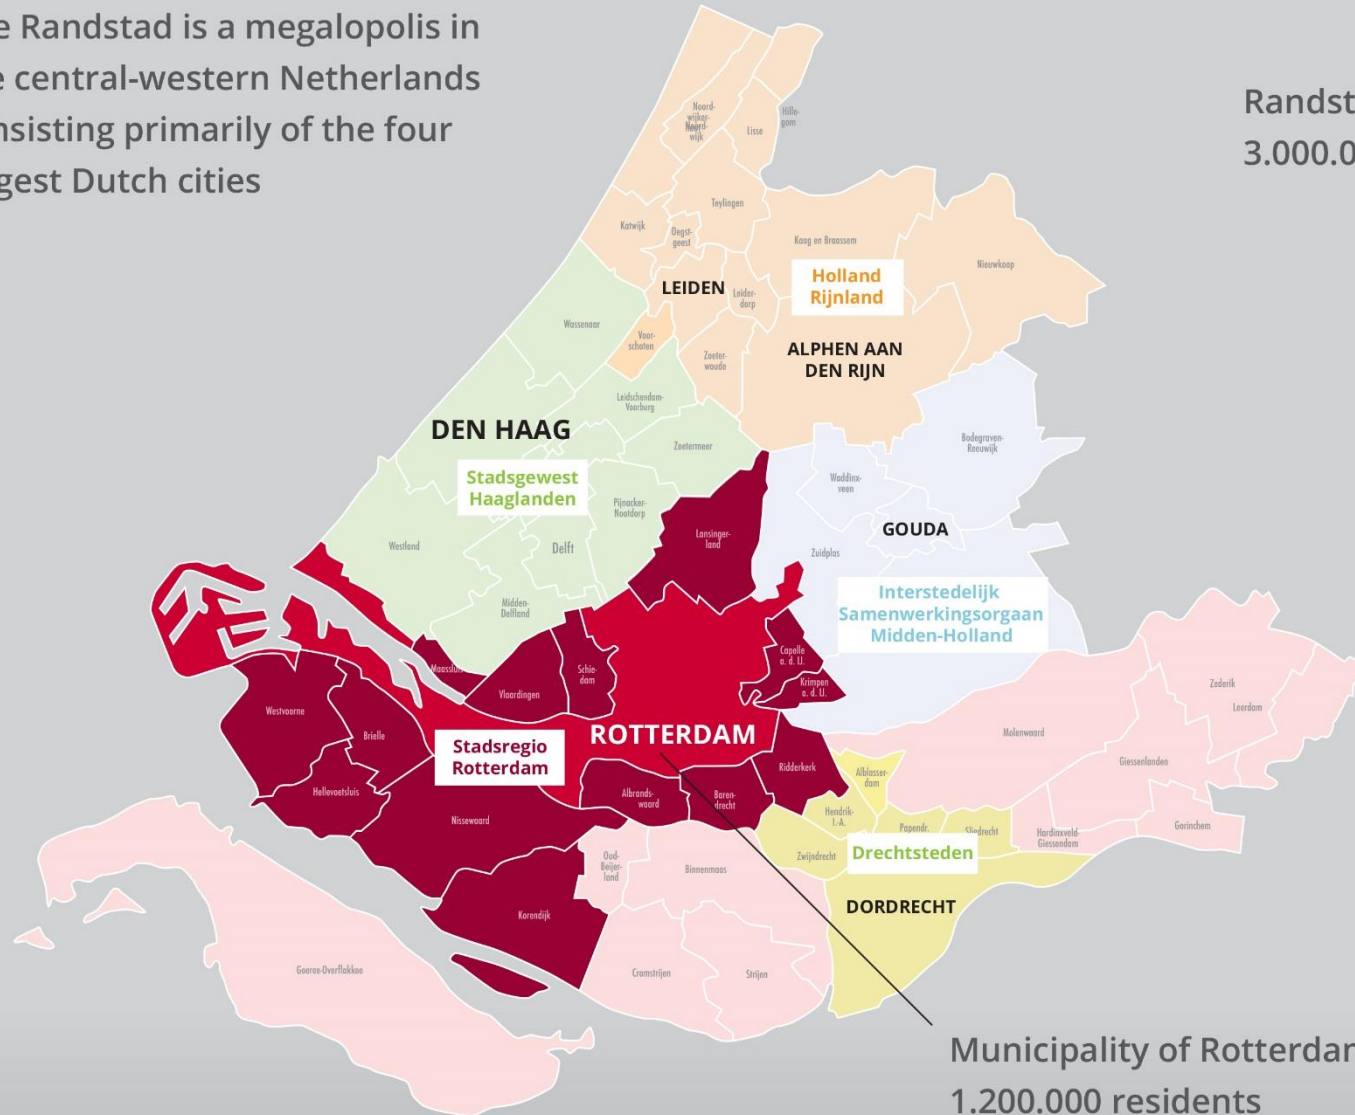 e Randstad is a megalopolis in
e central-western Netherlands
nsisting primarily of the four
gest Dutch cities
Randst
3.000.0
Noord-
wijker-
hout
Noord-
wijk
Lisse
Hille-
gom
Teylingen
Katwijk
Oegst-
geest
Kaag en Braassem
Nieuwkoop
Holland
Rijnland
LEIDEN
Leider-
dorp
Wassenaar
Voor-
schoten
Zoeter-
woude
ALPHEN AAN
DEN RIJN
Leidschendam-
Voorburg
DEN HAAG
Zoetermeer
Bodegraven-
Reeuwijk
Stadsgewest
Haaglanden
Waddinx-
veen
Pijnacker-
Nootdorp
GOUDA
Lansinger-
land
Westland
Delft
Zuidplas
Interstedelijk
Samenwerkingsorgaan
Midden-Holland
Midden-
Delfland
Maassluis
Vlaardingen
Schie-
dam
Capelle
a. d. IJ.
Krimpen
a. d. IJ.
Zederik
Leerdam
Westvoorne
Brielle
Stadsregio
Rotterdam
ROTTERDAM
Molenwaard
Giessenlanden
Ridderkerk
Alblasser-
dam
Hellevoetsluis
Albrands-
waard
Baren-
drecht
Nissewaard
Hendrik-
I.-A.
Papendr.
Sliedrecht
Hardinxveld-
Giessendam
Gorinchem
Zwijndrecht
Drechtsteden
Oud-
Beijer-
land
Binnenmaas
DORDRECHT
Korendijk
Goeree-Overflakkee
Cromstrijen
Strijen
Municipality of Rotterdam
1.200.000 residents